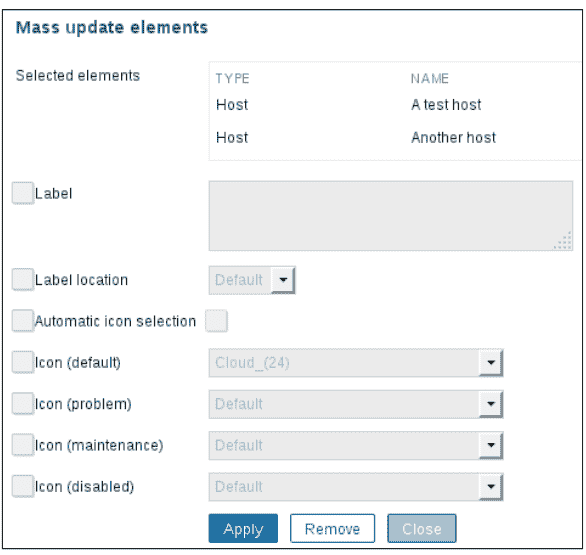 Mass update elements
Selected elements
TYPE NAME
Host A test host
Host Another host
Label
Label location Default
Automatic icon selection
Icon (default) Cloud_(24)
Icon (problem) Default
Icon (maintenance) Default
Icon (disabled) Default
Apply Remove Close